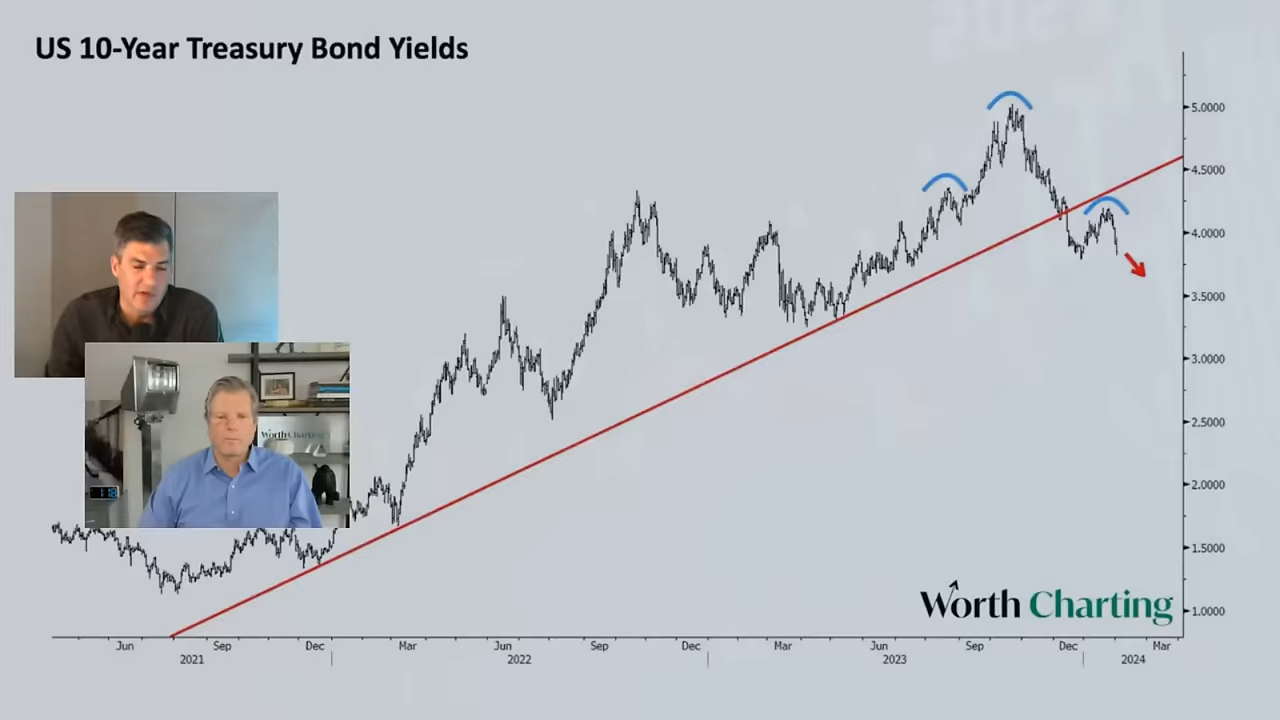 US 10-Year Treasury Bond Yields
5.0000
4.5000
4.0000
3.5000
3.0000
2.5000
2.0000
1.5000
1.0000
WorthCharting
Worth Charting
Jun
Sep
Dec
Mar
Jun
Sep
Dec
Mar
Jun
Sep
Dec
Mar
2021
2022
2023
2024